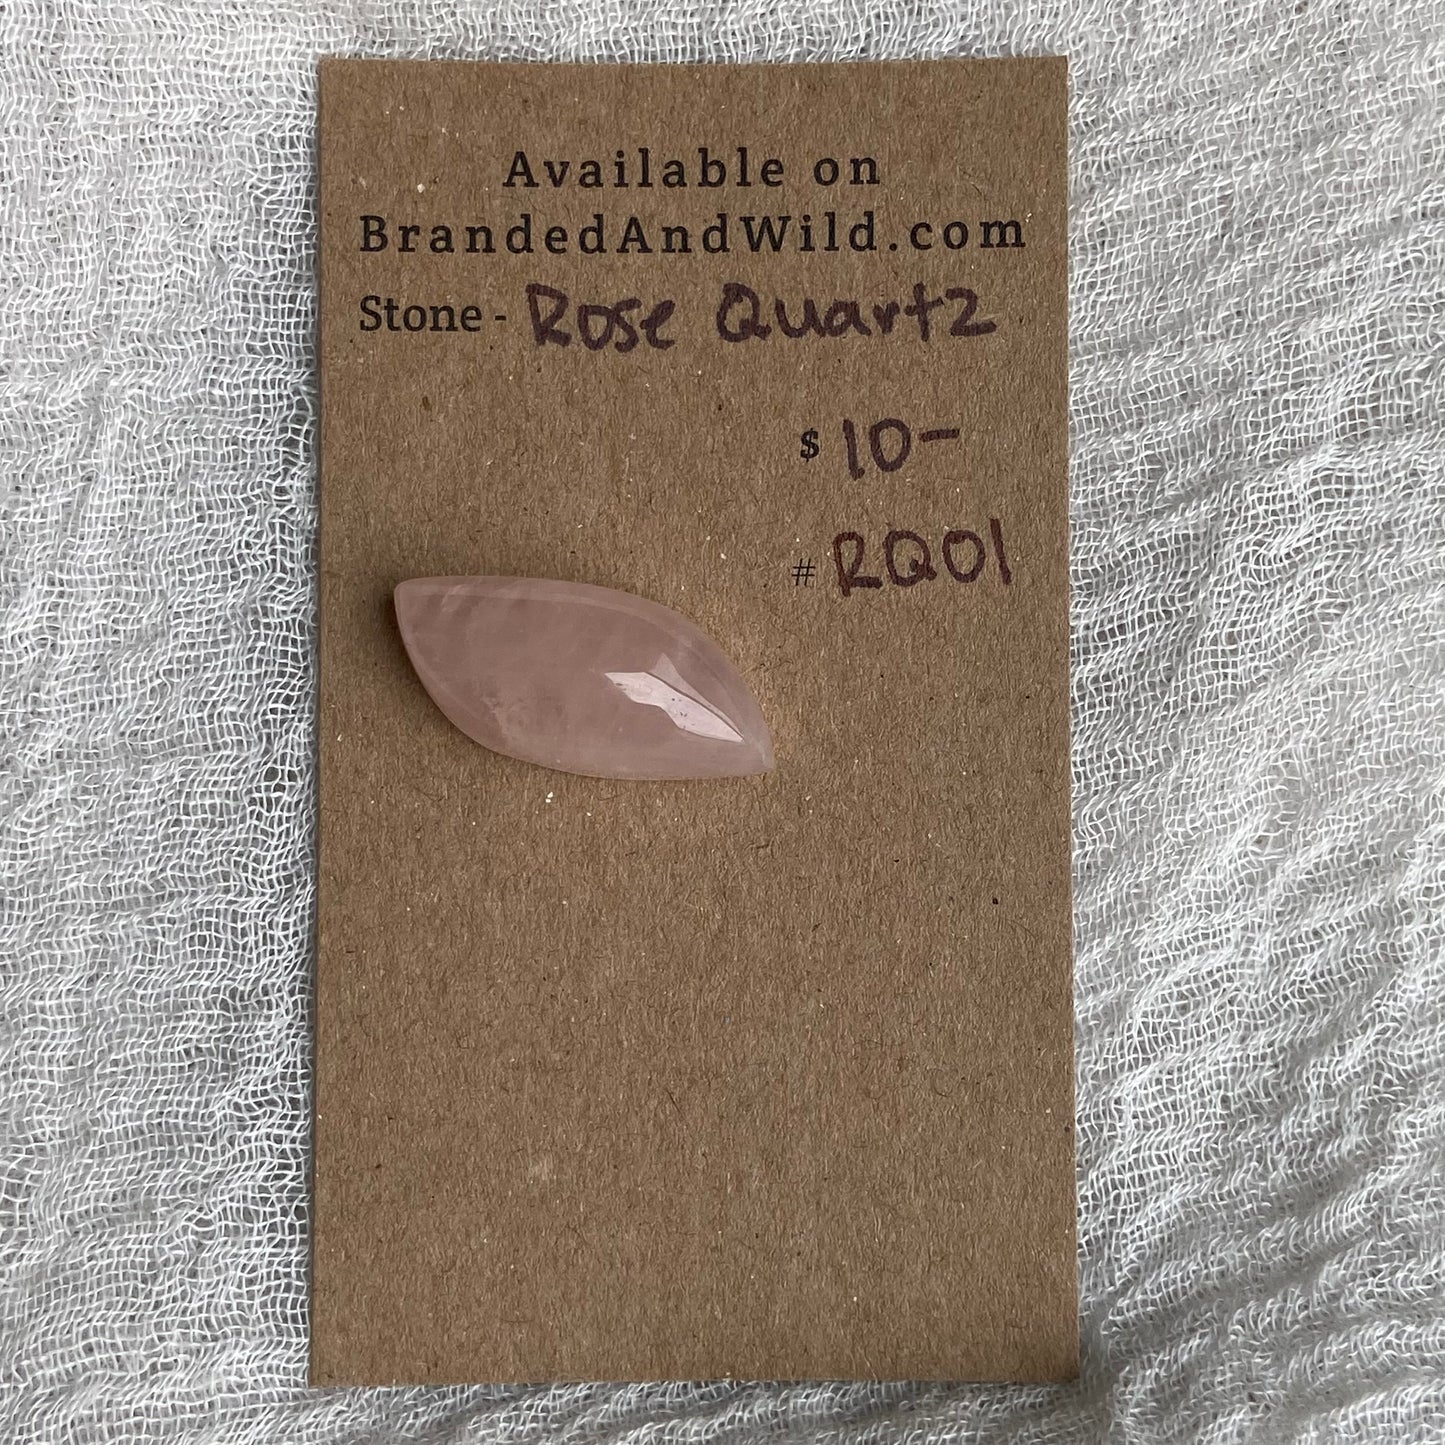 Available on
BrandedAndWild.com
Stone - Rose Quartz
$ 10-
# RQ01